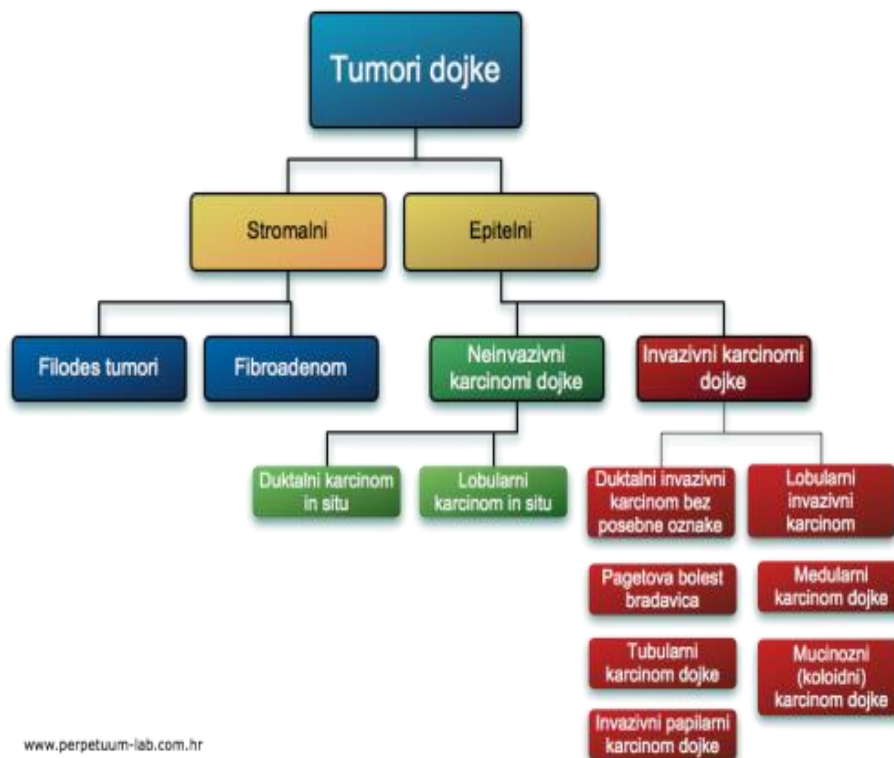 Tumori dojke
Stromalni
Epitelni
Filodes tumori
Fibroadenom
Neinvazivni
karcinomi dojke
Invazivni karcinomi
dojke
Duktalni karcinom
in situ
Lobularni
karcinom in situ
Duktalni invazivni
karcinom bez
posebne oznake
Lobularni
invazivni
karcinom
Pagetova bolest
bradavica
Medularni
karcinom dojke
Tubularni
karcinom dojke
Mucinozni
(koloidni)
karcinom dojke
Invazivni papilarni
karcinom dojke
www.perpetuum-lab.com.hr